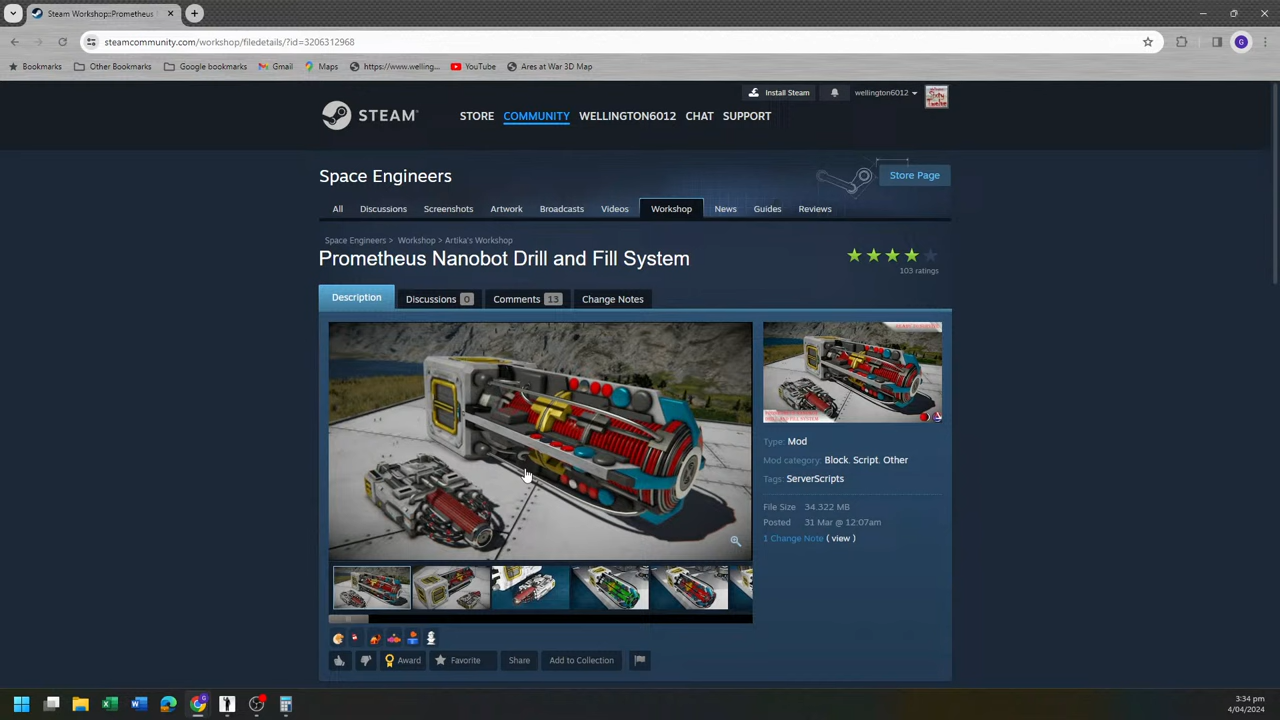 Steam Workshop::Prometheus
steamcommunity.com/workshop/filedetails/?id=3206312968
Bookmarks
Other Bookmarks
Google bookmarks
Gmail
Maps
https://www.welling...
YouTube
Ares at War 3D Map
Install Steam
wellington6012
STEAM
STORE
COMMUNITY
WELLINGTON6012
CHAT
SUPPORT
Space Engineers
Store Page
All
Discussions
Screenshots
Artwork
Broadcasts
Videos
Workshop
News
Guides
Reviews
Space Engineers > Workshop > Artika's Workshop
Prometheus Nanobot Drill and Fill System
103 ratings
Description
Discussions 0
Comments 13
Change Notes
Type: Mod
Mod category: Block, Script, Other
Tags: ServerScripts
File Size 34.322 MB
Posted 31 Mar @ 12:07am
1 Change Note ( view )
Award
Favorite
Share
Add to Collection
3:34 pm
4/04/2024